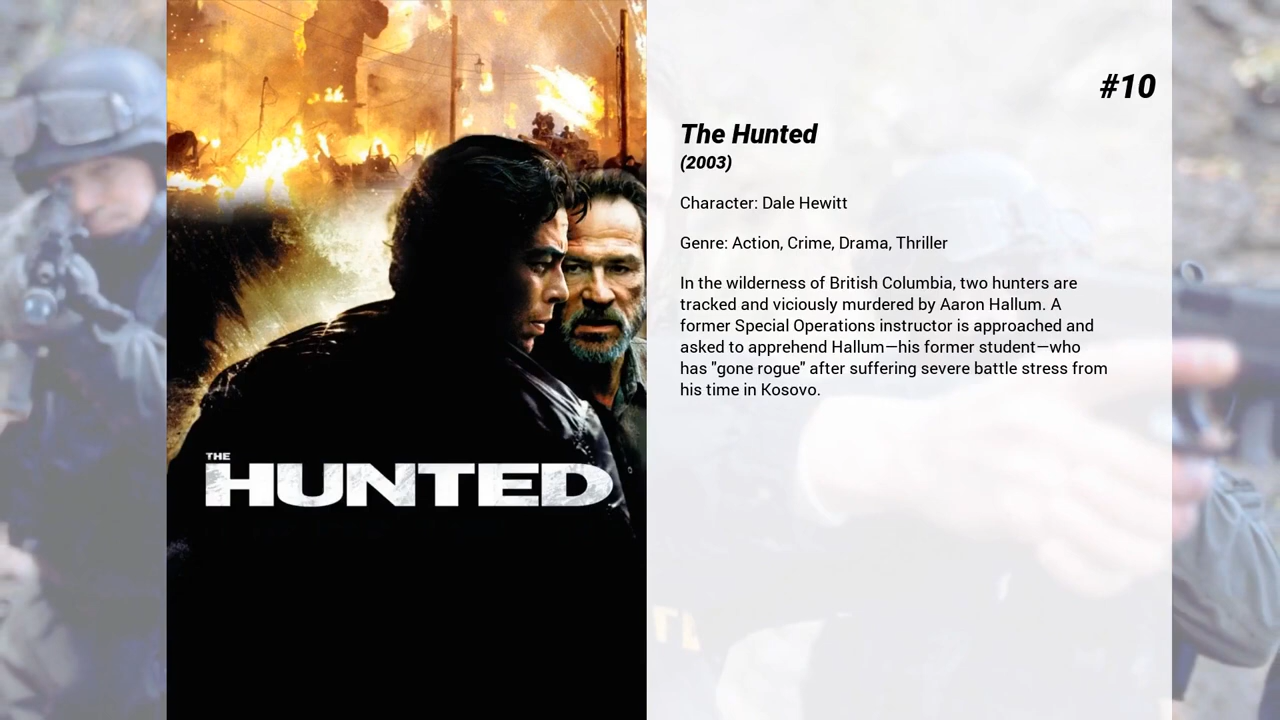 #10
The Hunted
(2003)
Character: Dale Hewitt
Genre: Action, Crime, Drama, Thriller
In the wilderness of British Columbia, two hunters are
tracked and viciously murdered by Aaron Hallum. A
former Special Operations instructor is approached and
asked to apprehend Hallum—his former student—who
has "gone rogue" after suffering severe battle stress from
his time in Kosovo.
THE
HUNTED